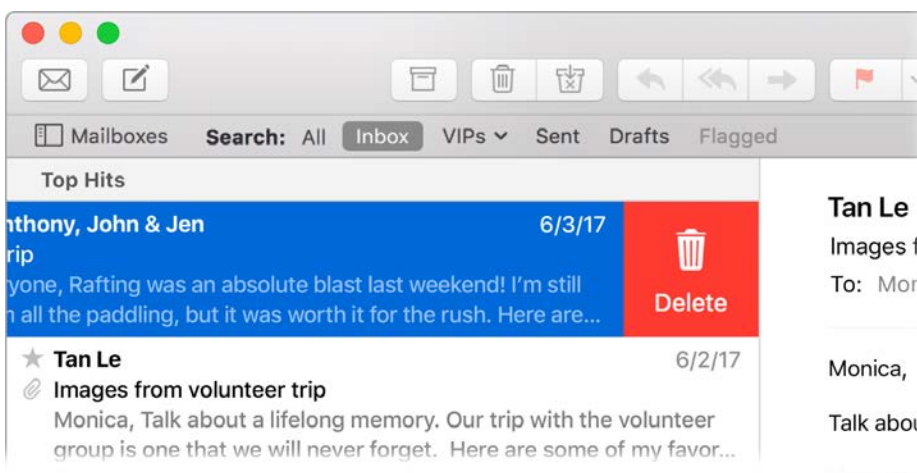 Mailboxes Search: All Inbox VIPs Sent Drafts Flagged
Top Hits
nthony, John & Jen 6/3/17
rip
yone, Rafting was an absolute blast last weekend! I'm still
all the paddling, but it was worth it for the rush. Here are...
Delete
Tan Le 6/2/17
Images from volunteer trip
Monica, Talk about a lifelong memory. Our trip with the volunteer
group is one that we will never forget. Here are some of my favor...
Tan Le
Images f
To: Mon
Monica,
Talk abou